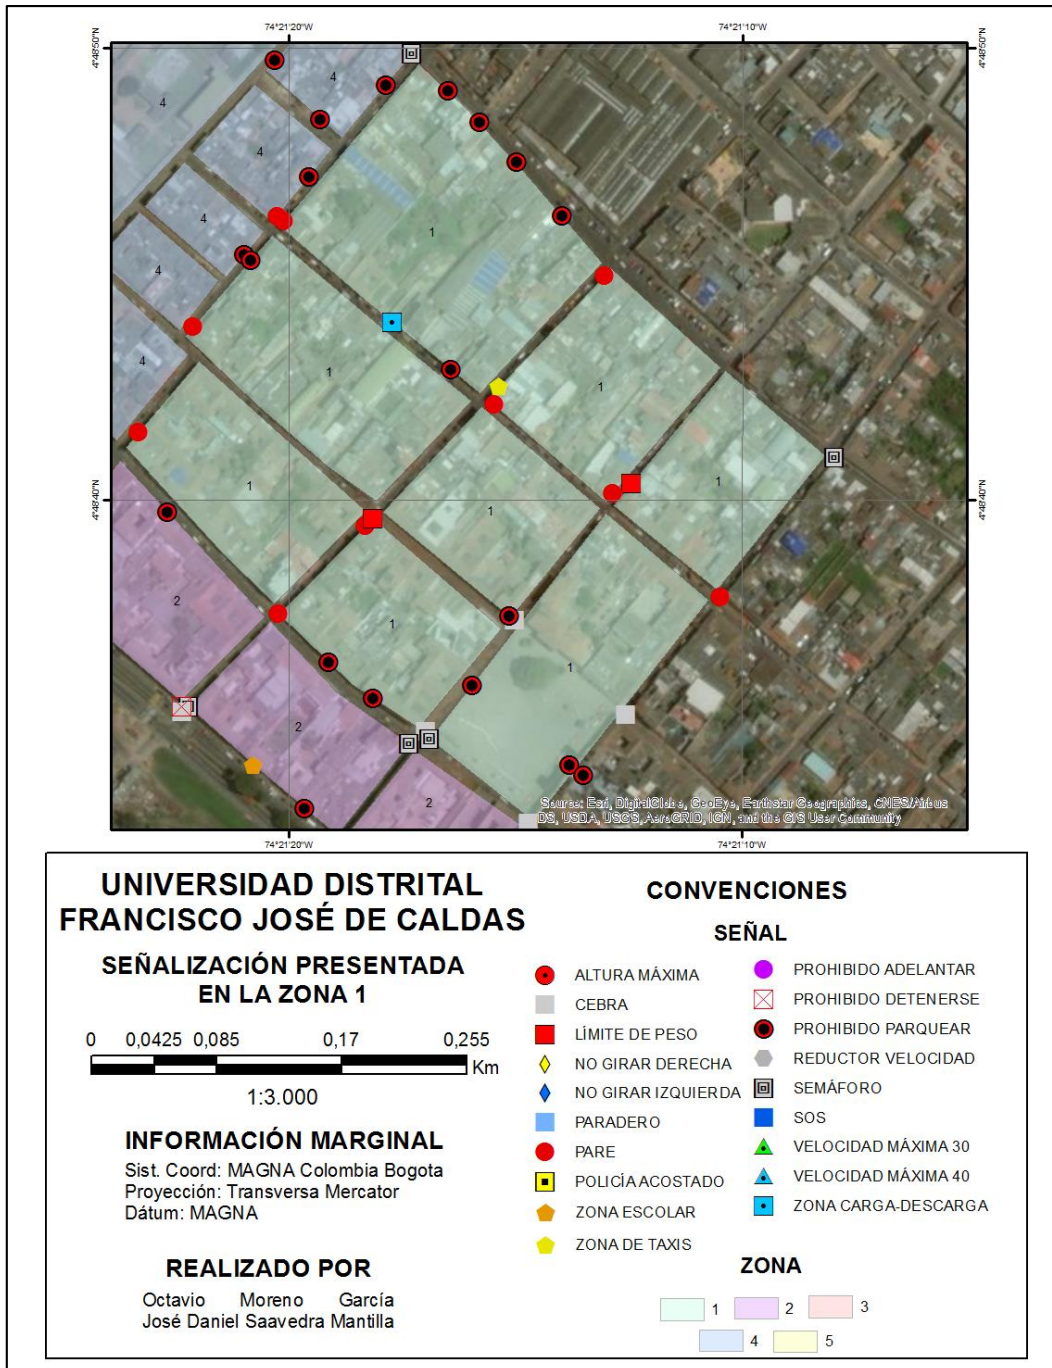 74°21'20"W
74°21'10"W
4°48'50"N
4°48'50"N
4
4
4
4
4
4
1
1
1
1
1
1
1
1
2
2
2
4°48'40"N
4°48'40"N
Source: Esri, DigitalGlobe, GeoEye, Earthstar Geographics, CNES/Airbus
DS, USDA, USGS, AeroGRID, IGN, and the GIS User Community
74°21'20"W
74°21'10"W
UNIVERSIDAD DISTRITAL
FRANCISCO JOSÉ DE CALDAS
SEÑALIZACIÓN PRESENTADA
EN LA ZONA 1
0 0,0425 0,085 0,17 0,255
Km
1:3.000
INFORMACIÓN MARGINAL
Sist. Coord: MAGNA Colombia Bogota
Proyección: Transversa Mercator
Dátum: MAGNA
REALIZADO POR
Octavio Moreno García
José Daniel Saavedra Mantilla
CONVENCIONES
SEÑAL
ALTURA MÁXIMA
CEBRA
LÍMITE DE PESO
NO GIRAR DERECHA
NO GIRAR IZQUIERDA
PARADERO
PARE
POLICÍA ACOSTADO
ZONA ESCOLAR
ZONA DE TAXIS
PROHIBIDO ADELANTAR
PROHIBIDO DETENERSE
PROHIBIDO PARQUEAR
REDUCTOR VELOCIDAD
SEMÁFORO
SOS
VELOCIDAD MÁXIMA 30
VELOCIDAD MÁXIMA 40
ZONA CARGA-DESCARGA
ZONA
1 2 3
4 5